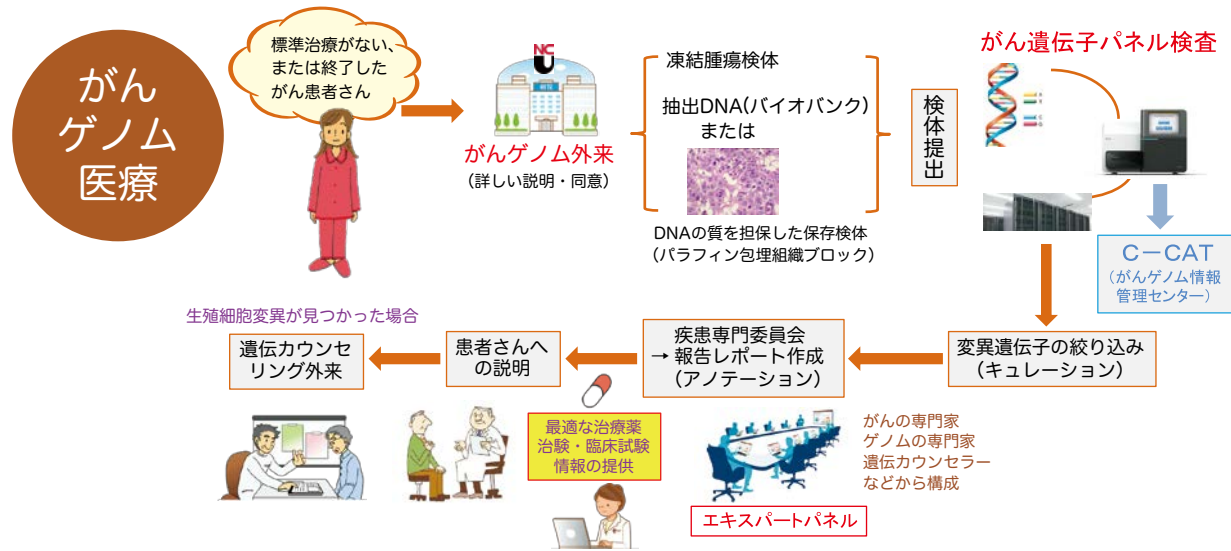 がん
ゲノム
医療
標準治療がない、
または終了した
がん患者さん
NC
U
がんゲノム外来
(詳しい説明・同意)
凍結腫瘍検体
抽出DNA(バイオバンク)
または
DNAの質を担保した保存検体
(パラフィン包埋組織ブロック)
検体提出
がん遺伝子パネル検査
C-CAT
(がんゲノム情報
管理センター)
変異遺伝子の絞り込み
(キュレーション)
疾患専門委員会
→ 報告レポート作成
(アノテーション)
がんの専門家
ゲノムの専門家
遺伝カウンセラー
などから構成
エキスパートパネル
患者さんへ
の説明
最適な治療薬
治験・臨床試験
情報の提供
生殖細胞変異が見つかった場合
遺伝カウンセ
リング外来